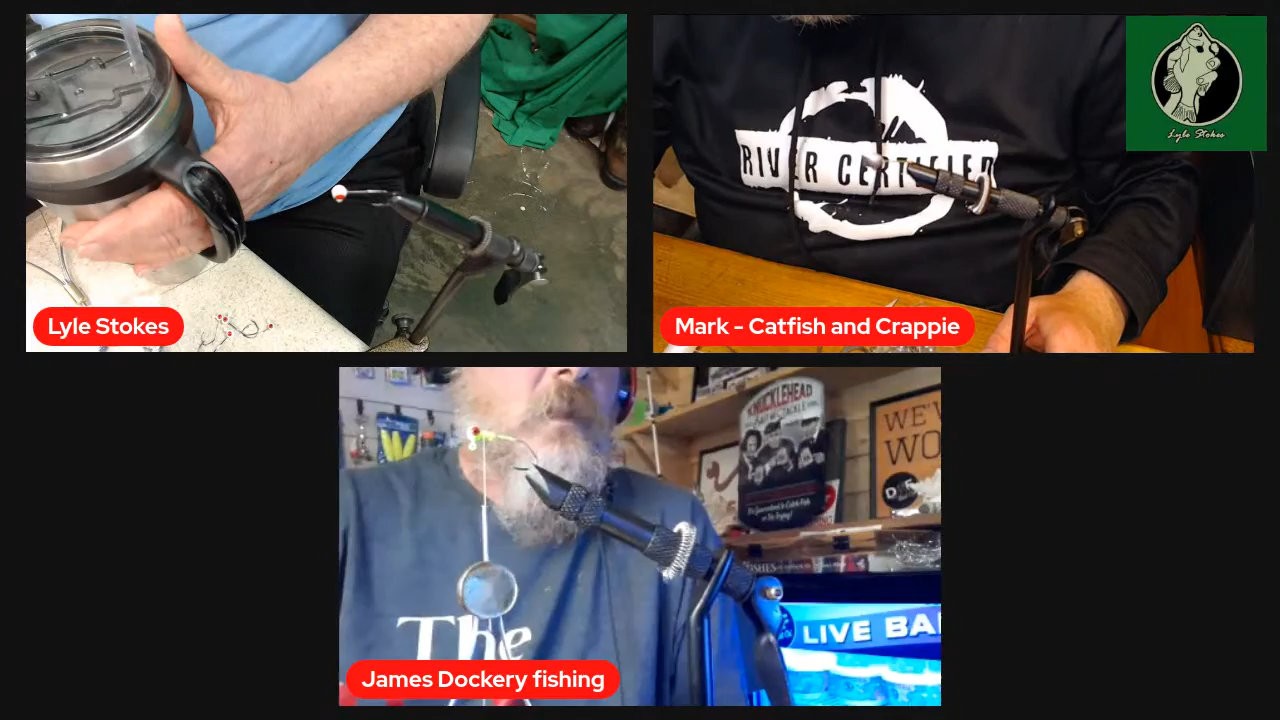 RIVER CERTIFIED
Lyle Stokes
Lyle Stokes
Mark - Catfish and Crappie
KNUCKLEHEAD
WE'V
WO
The
LIVE BA
James Dockery fishing